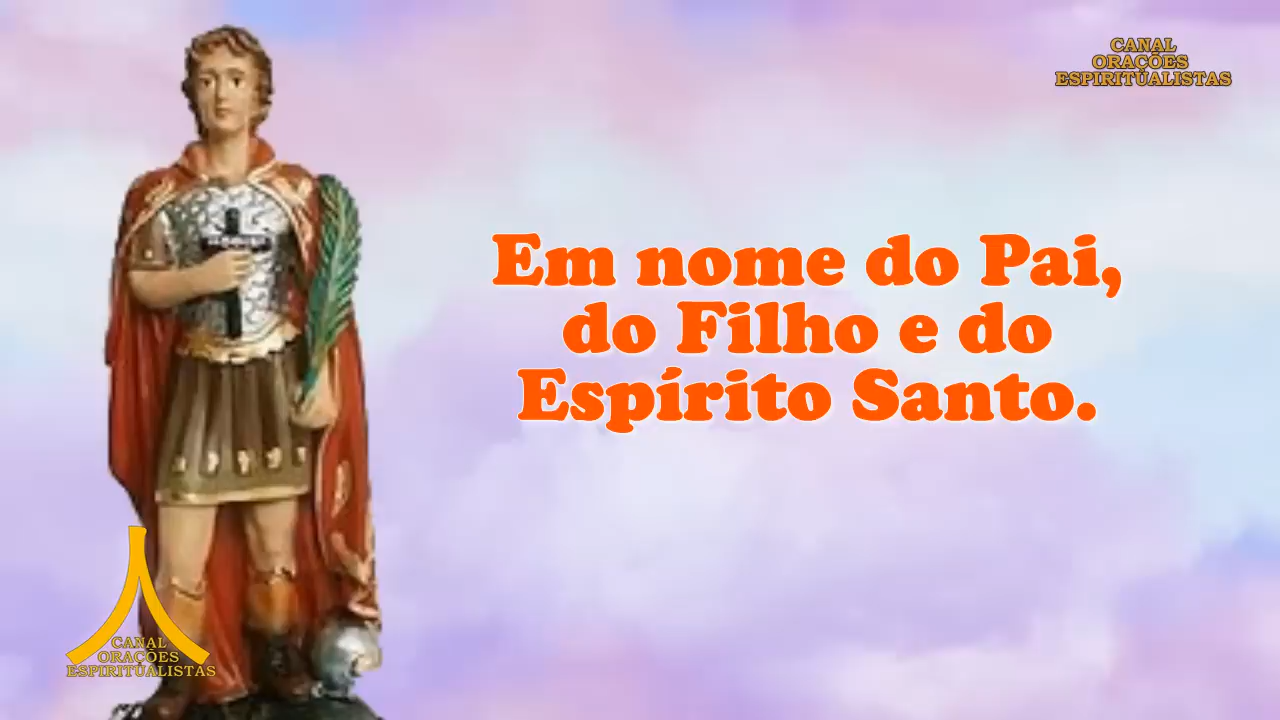 CANAL
ORAÇÕES
ESPIRITUALISTAS
Em nome do Pai,
do Filho e do
Espírito Santo.
CANAL
ORAÇÕES
ESPIRITUALISTAS